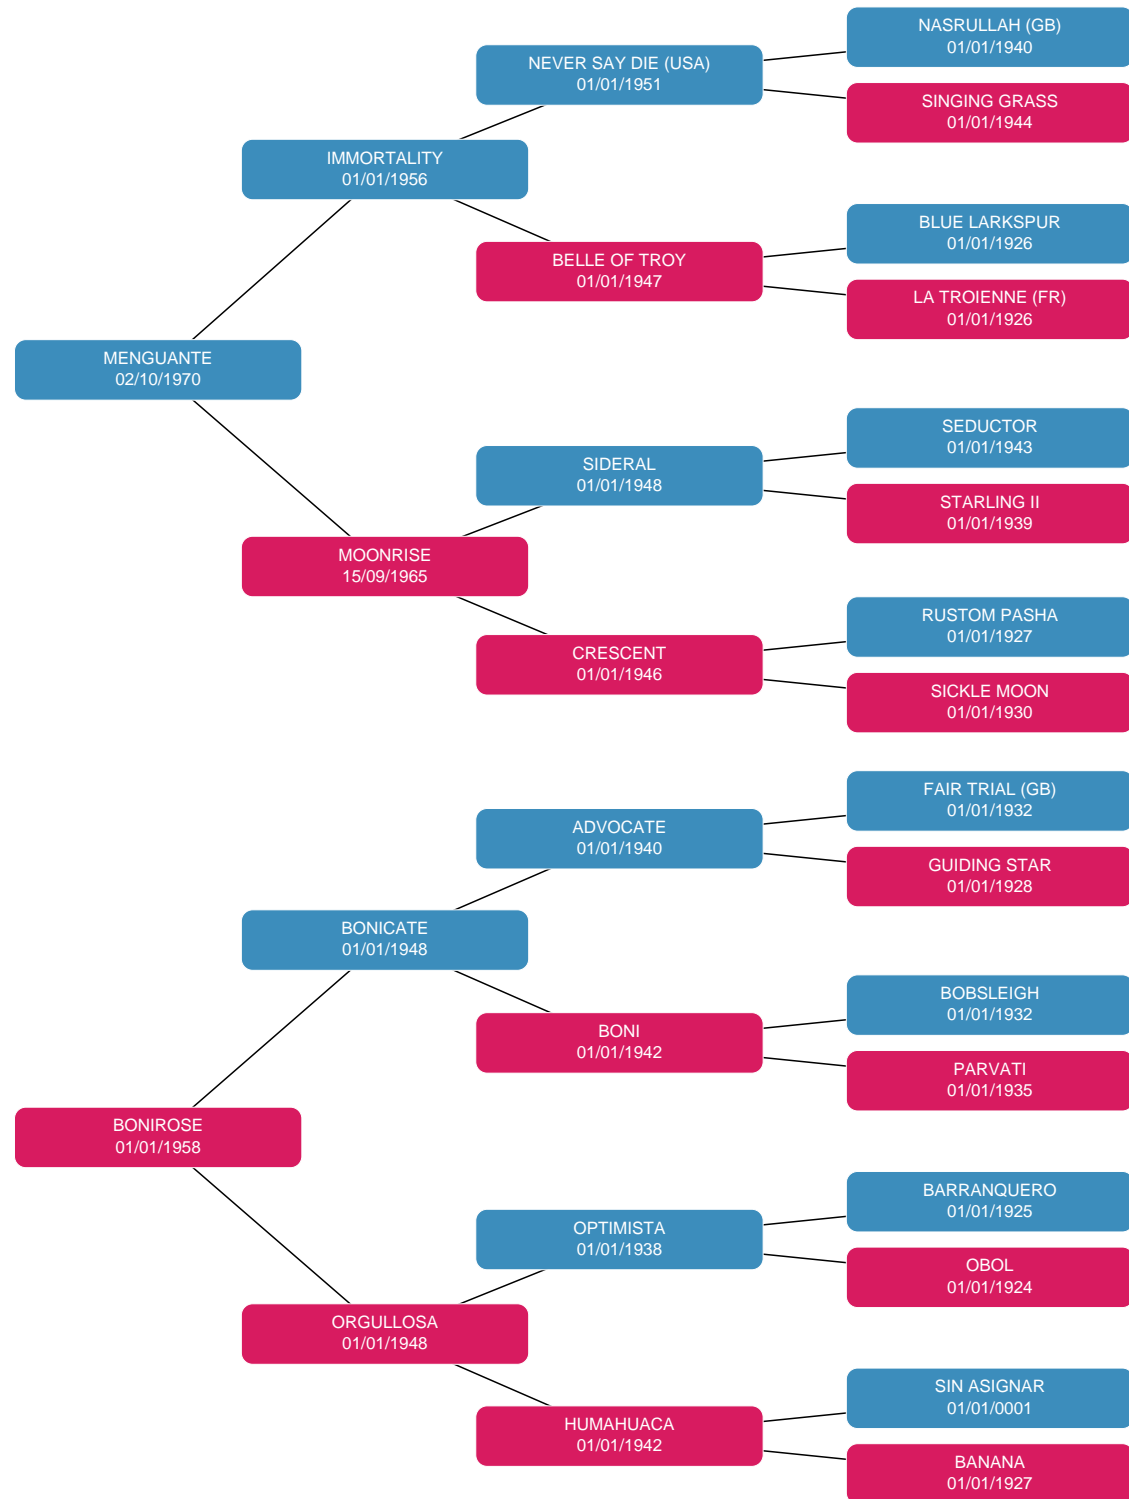 NASRULLAH (GB)
01/01/1940
NEVER SAY DIE (USA)
01/01/1951
SINGING GRASS
01/01/1944
IMMORTALITY
01/01/1956
BLUE LARKSPUR
01/01/1926
BELLE OF TROY
01/01/1947
LA TROIENNE (FR)
01/01/1926
MENGUANTE
02/10/1970
SEDUCTOR
01/01/1943
SIDERAL
01/01/1948
STARLING II
01/01/1939
MOONRISE
15/09/1965
RUSTOM PASHA
01/01/1927
CRESCENT
01/01/1946
SICKLE MOON
01/01/1930
FAIR TRIAL (GB)
01/01/1932
ADVOCATE
01/01/1940
GUIDING STAR
01/01/1928
BONICATE
01/01/1948
BOBSLEIGH
01/01/1932
BONI
01/01/1942
PARVATI
01/01/1935
BONIROSE
01/01/1958
BARRANQUERO
01/01/1925
OPTIMISTA
01/01/1938
OBOL
01/01/1924
ORGULLOSA
01/01/1948
SIN ASIGNAR
01/01/0001
HUMAHUACA
01/01/1942
BANANA
01/01/1927